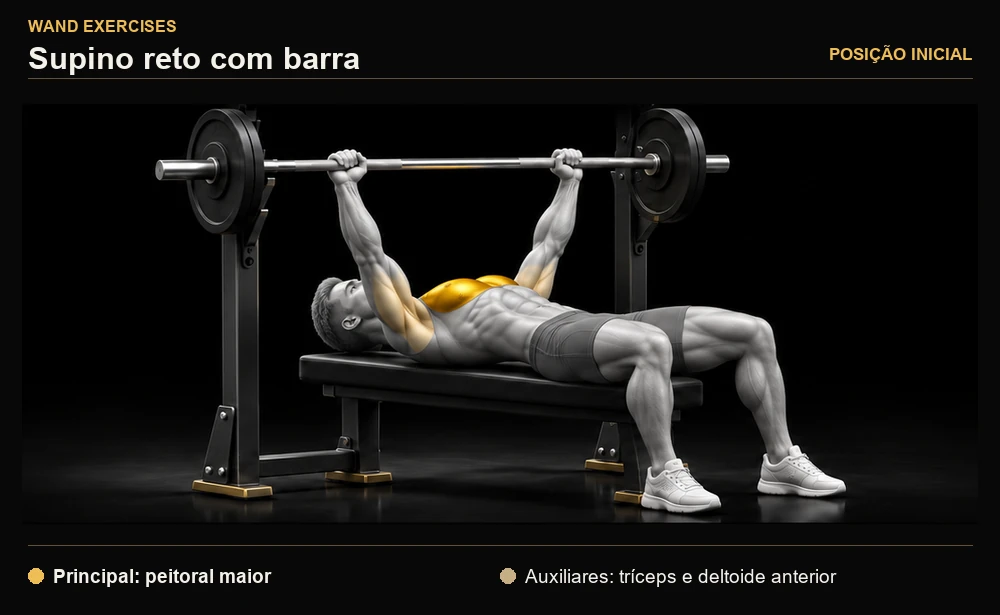 WAND EXERCISES
Supino reto com barra
POSIÇÃO INICIAL
Principal: peitoral maior
Auxiliares: tríceps e deltoide anterior